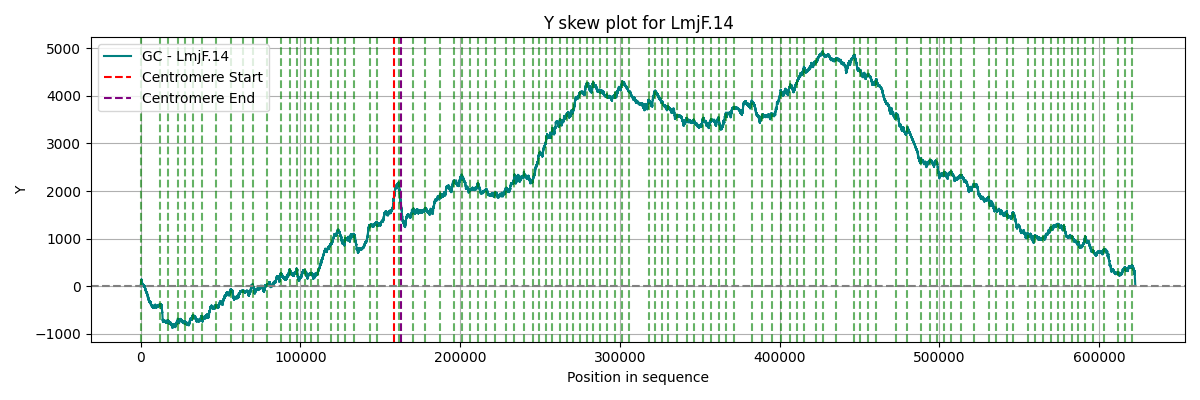 Y skew plot for LmjF.14
GC - LmjF.14
Centromere Start
Centromere End
5000
4000
3000
2000
1000
0
−1000
Y
0 100000 200000 300000 400000 500000 600000
Position in sequence